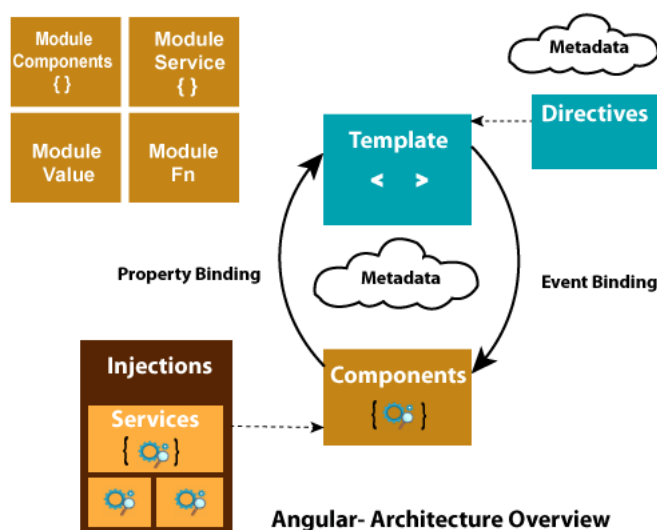 Module
Components
{ }
Module
Service
{ }
Module
Value
Module
Fn
Metadata
Directives
Template
< >
Property Binding
Metadata
Event Binding
Injections
Services
{ }
Components
{ }
Angular- Architecture Overview